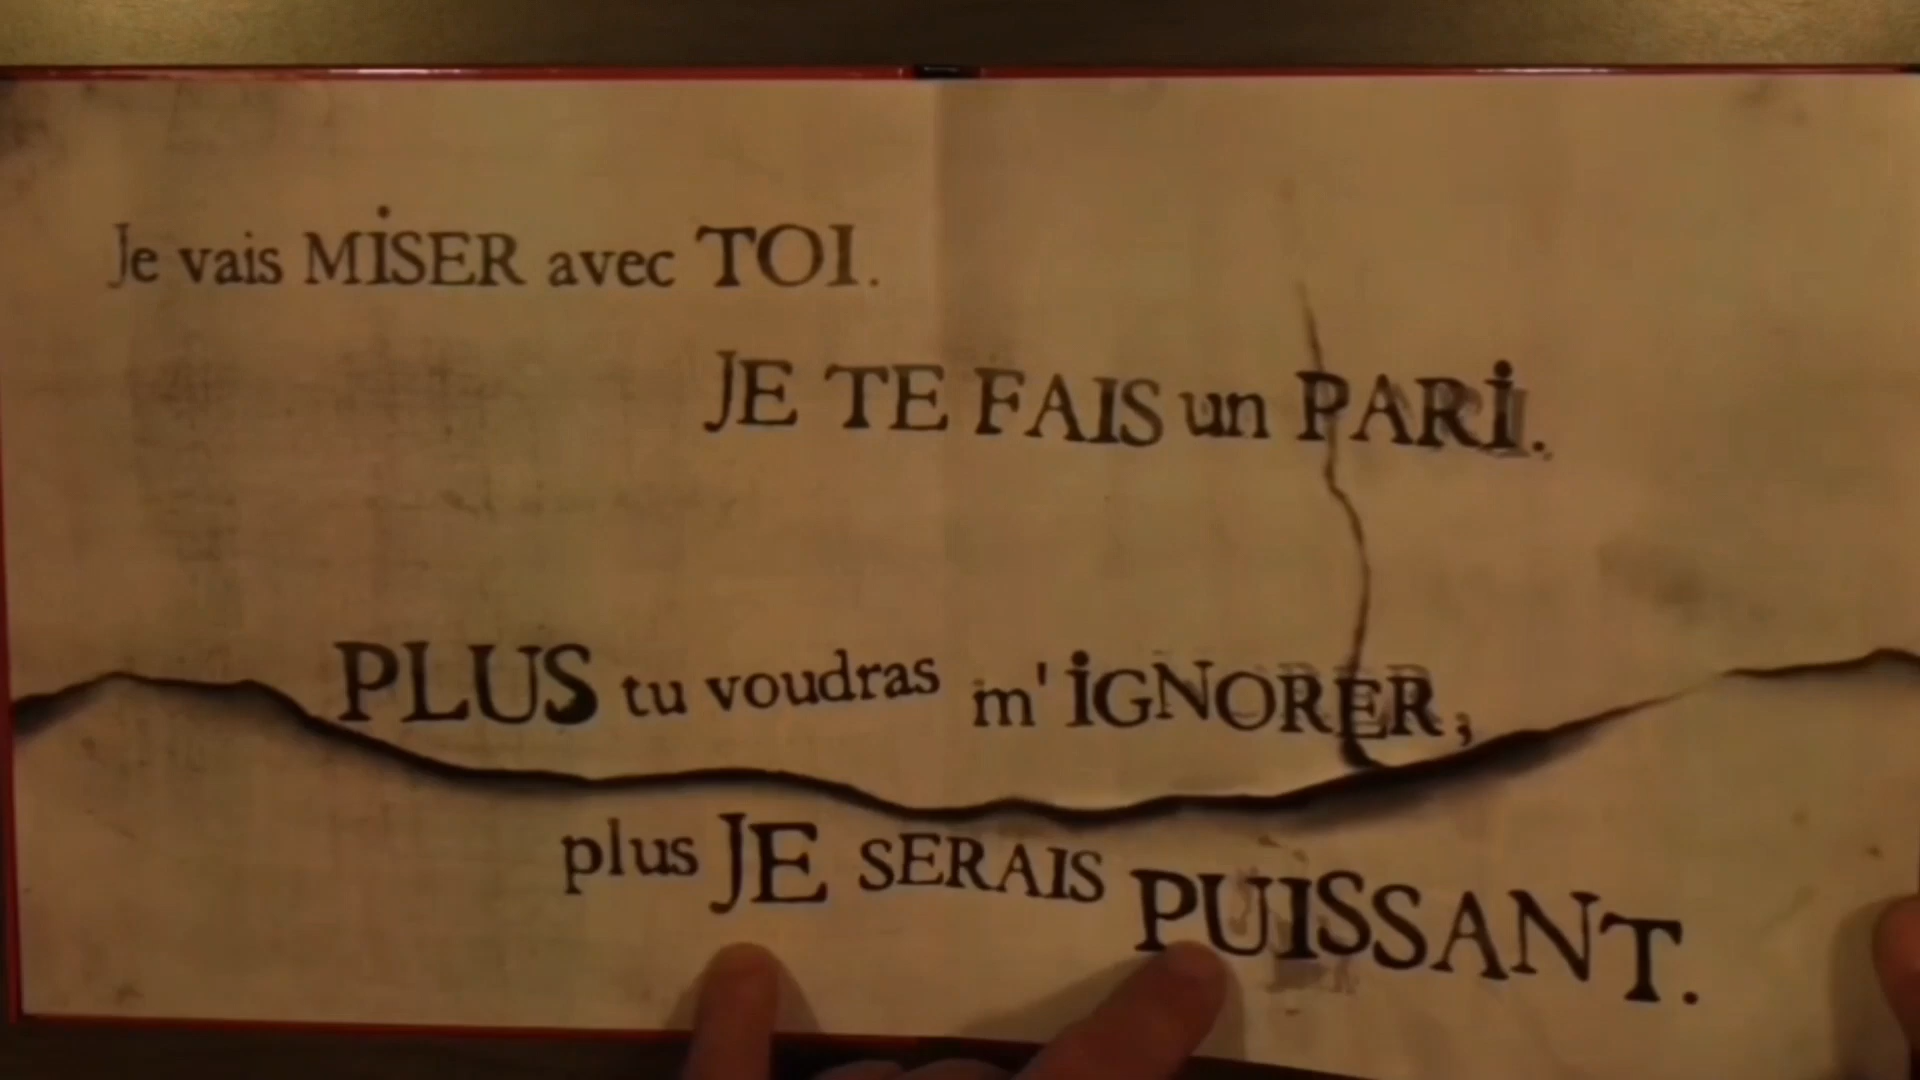 Je vais MiSER avec TOI.
JE TE FAIS un PARi.
PLUS tu voudras m'iGNORER,
plus JE SERAIS PUISSANT.